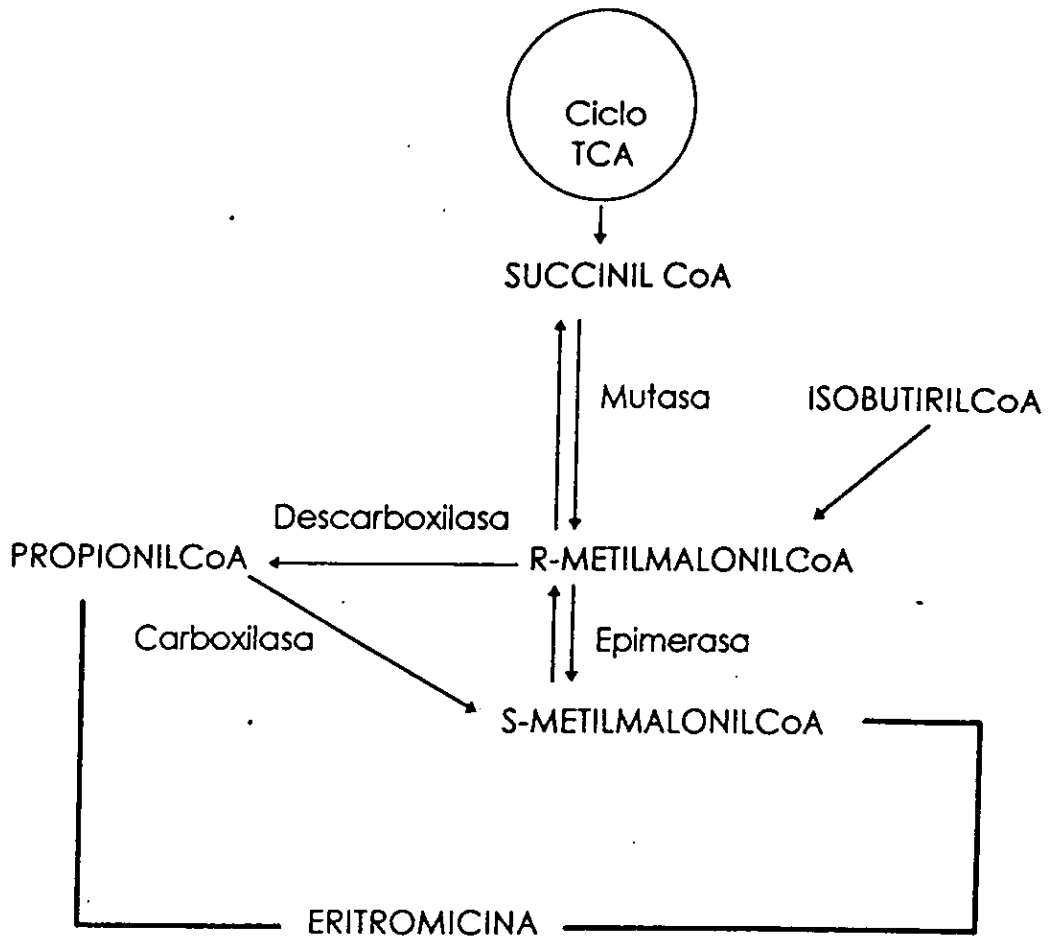 Ciclo
TCA
SUCCINIL CoA
Mutasa
ISOBUTIRILCoA
Descarboxilasa
PROPIONILCoA
R-METILMALONILCoA
Carboxilasa
Epimerasa
S-METILMALONILCoA
ERITROMICINA